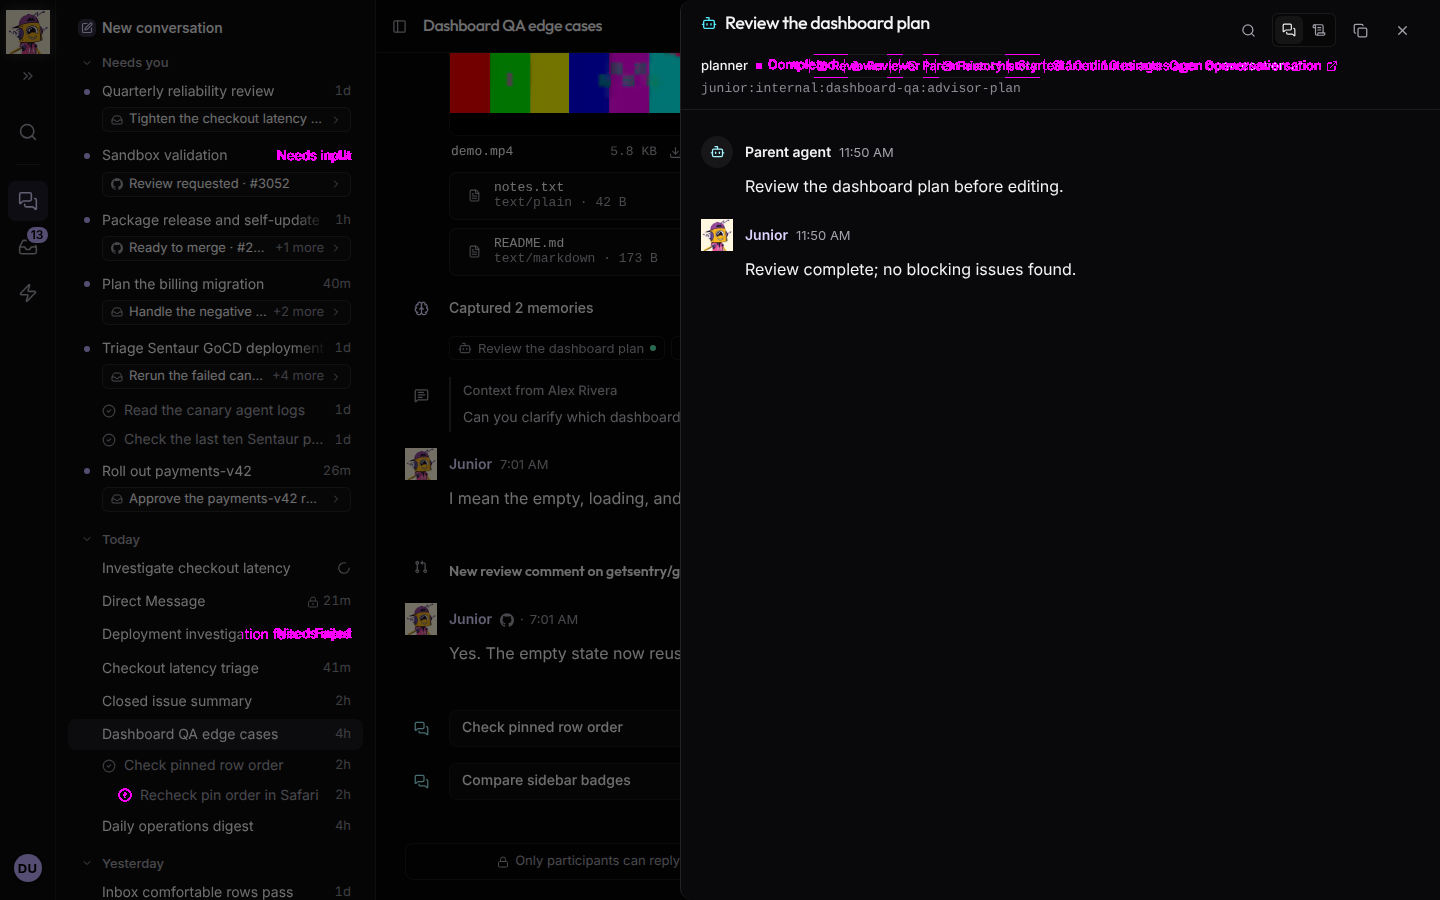 New conversation
Needs you
Quarterly reliability review 1d
Tighten the checkout latency ...
Sandbox validation Needs
Review requested · #3052
Package release and self-update 1h
Ready to merge · #2... +1 more
Plan the billing migration 40m
Handle the negative ... +2 more
Triage Sentaur GoCD deployment 1d
Rerun the failed can... +4 more
Read the canary agent logs 1d
Check the last ten Sentaur p... 1d
Roll out payments-v42 26m
Approve the payments-v42 r...
Today
Investigate checkout latency
Direct Message 21m
Deployment investigation
Checkout latency triage 41m
Closed issue summary 2h
Dashboard QA edge cases 4h
Check pinned row order 2h
Recheck pin order in Safari 2h
Daily operations digest 4h
Yesterday
Inbox comfortable rows pass 1d
13
DU
Dashboard QA edge cases
demo.mp4 5.8 KB
notes.txt
text/plain · 42 B
README.md
text/markdown · 173 B
Captured 2 memories
Review the dashboard plan
Context from Alex Rivera
Can you clarify which dashboard
Junior 7:01 AM
I mean the empty, loading, and
New review comment on getsentry/g
Junior · 7:01 AM
Yes. The empty state now reus
Check pinned row order
Compare sidebar badges
Only participants can reply
Review the dashboard plan
planner
junior:internal:dashboard-qa:advisor-plan
Parent agent 11:50 AM
Review the dashboard plan before editing.
Junior 11:50 AM
Review complete; no blocking issues found.